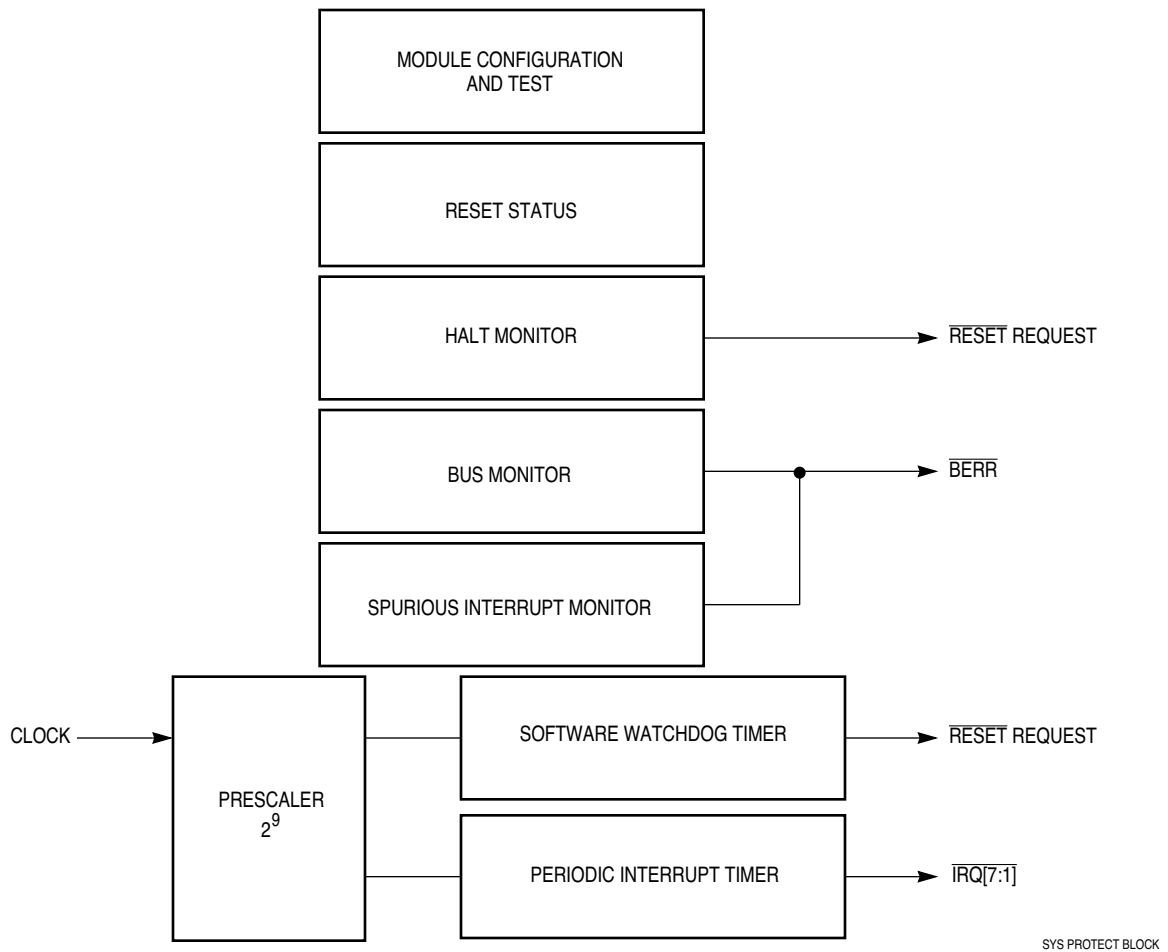 MODULE CONFIGURATION
AND TEST
RESET STATUS
HALT MONITOR
RESET REQUEST
BUS MONITOR
BERR
SPURIOUS INTERRUPT MONITOR
CLOCK
PRESCALER
2^9
SOFTWARE WATCHDOG TIMER
RESET REQUEST
PERIODIC INTERRUPT TIMER
IRQ[7:1]
SYS PROTECT BLOCK